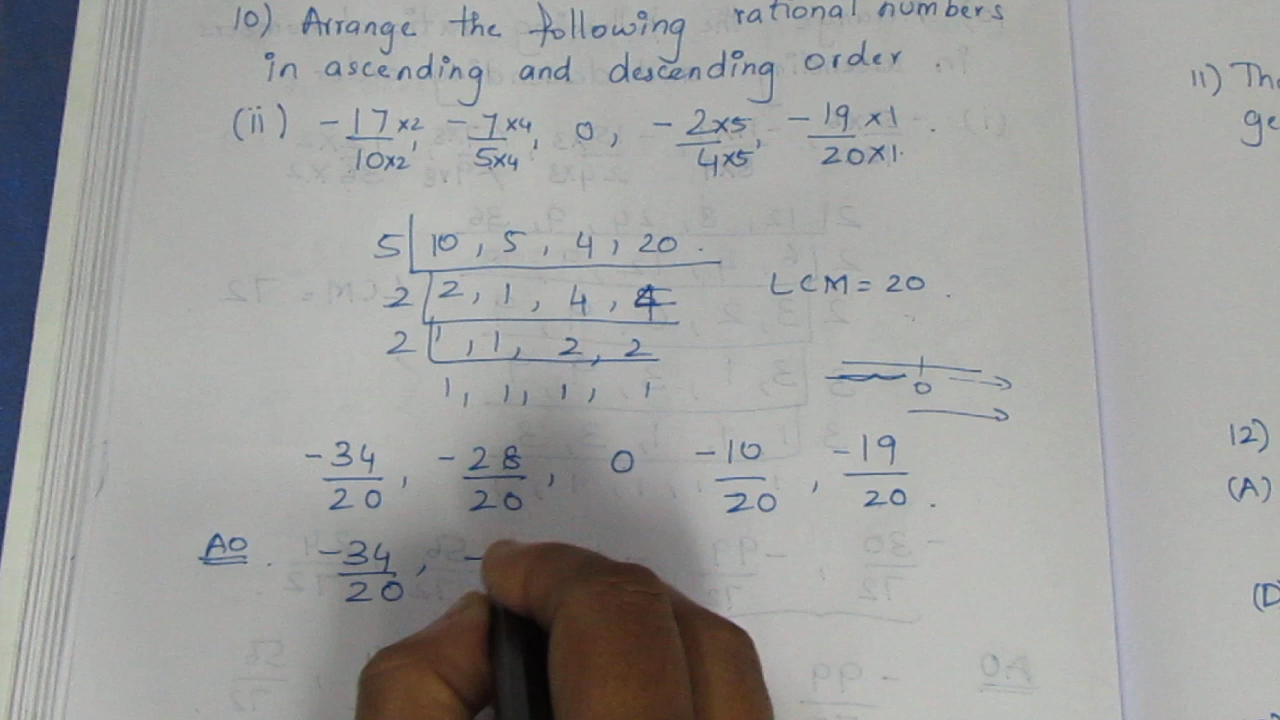 10) Arrange the following rational numbers
in ascending and descending order.
(ii) -17×2/10×2, -7×4/5×4, 0, -2×5/4×5, -19×1/20×1.
5 | 10, 5, 4, 20.
2 | 2, 1, 4, 4
LCM = 20.
2 | 1, 1, 2, 2
1, 1, 1, 1
0
-34/20, -28/20, 0 -10/20, -19/20.
AO. -34/20, -
11) Th
ge
12)
(A)
(D